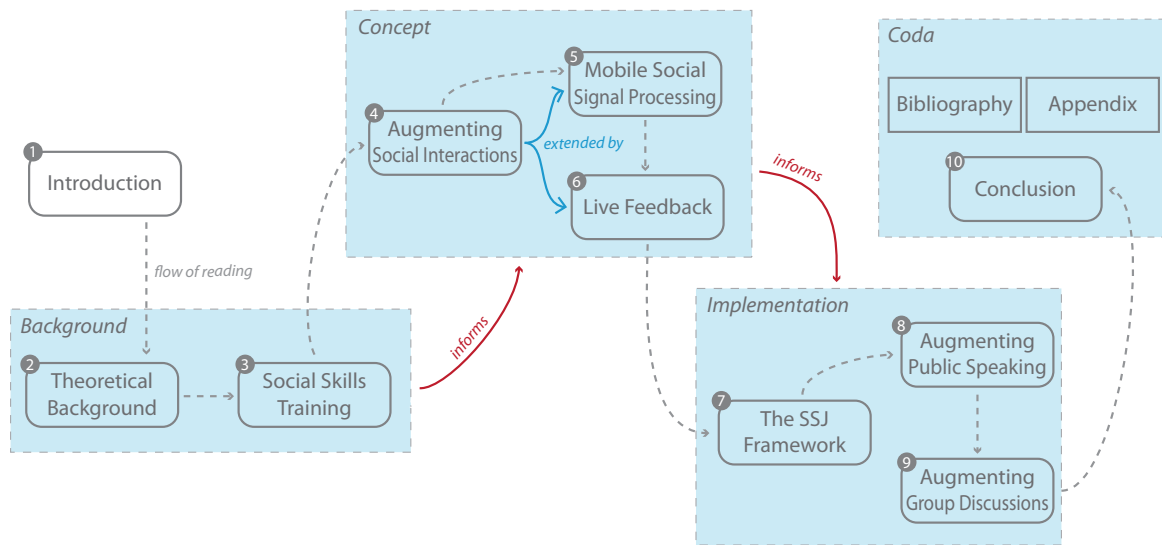 1
Introduction
flow of reading
Background
2
Theoretical
Background
3
Social Skills
Training
informs
Concept
4
Augmenting
Social Interactions
extended by
5
Mobile Social
Signal Processing
6
Live Feedback
informs
Implementation
7
The SSJ
Framework
8
Augmenting
Public Speaking
9
Augmenting
Group Discussions
Coda
Bibliography
Appendix
10
Conclusion